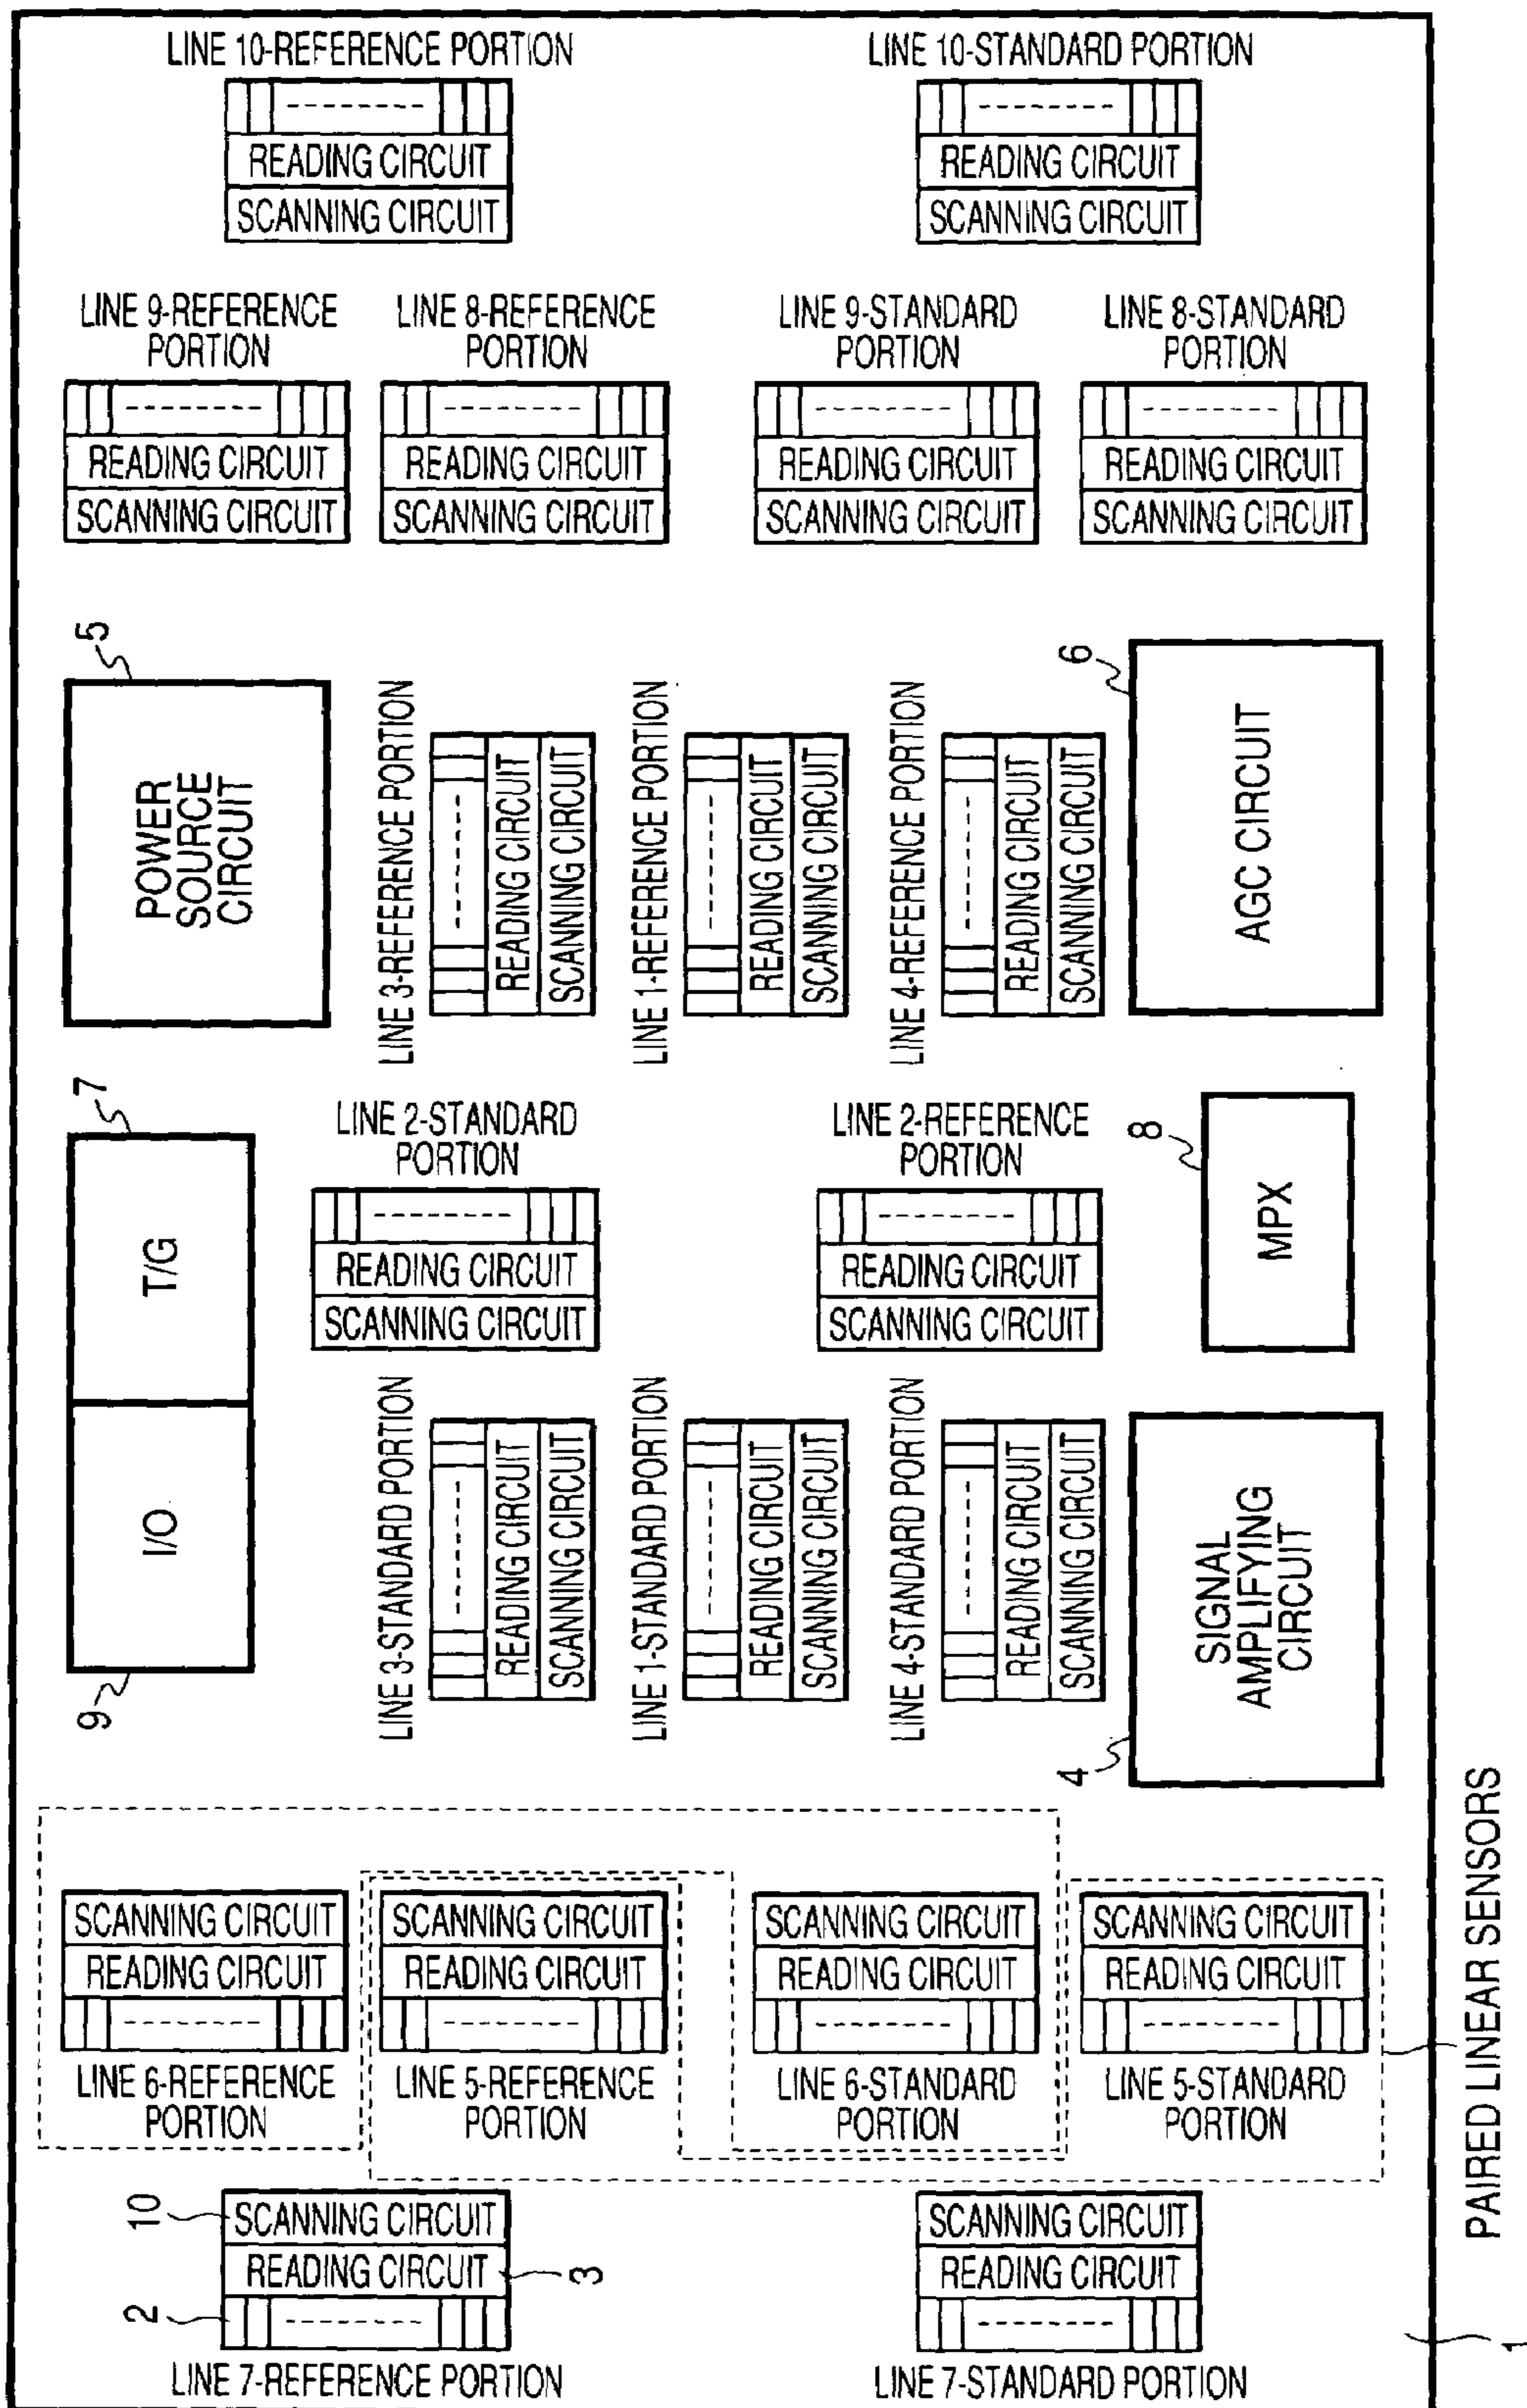 LINE 10-REFERENCE PORTION
READING CIRCUIT
SCANNING CIRCUIT
LINE 10-STANDARD PORTION
READING CIRCUIT
SCANNING CIRCUIT
LINE 9-REFERENCE
PORTION
READING CIRCUIT
SCANNING CIRCUIT
LINE 8-REFERENCE
PORTION
READING CIRCUIT
SCANNING CIRCUIT
LINE 9-STANDARD
PORTION
READING CIRCUIT
SCANNING CIRCUIT
LINE 8-STANDARD
PORTION
READING CIRCUIT
SCANNING CIRCUIT
5
POWER
SOURCE
CIRCUIT
LINE 3-REFERENCE PORTION
READING CIRCUIT
SCANNING CIRCUIT
LINE 1-REFERENCE PORTION
READING CIRCUIT
SCANNING CIRCUIT
LINE 4-REFERENCE PORTION
READING CIRCUIT
SCANNING CIRCUIT
6
AGC CIRCUIT
7
T/G
I/O
9
LINE 2-STANDARD
PORTION
READING CIRCUIT
SCANNING CIRCUIT
LINE 2-REFERENCE
PORTION
READING CIRCUIT
SCANNING CIRCUIT
8
MPX
LINE 3-STANDARD PORTION
READING CIRCUIT
SCANNING CIRCUIT
LINE 1-STANDARD PORTION
READING CIRCUIT
SCANNING CIRCUIT
LINE 4-STANDARD PORTION
READING CIRCUIT
SCANNING CIRCUIT
4
SIGNAL
AMPLIFYING
CIRCUIT
SCANNING CIRCUIT
READING CIRCUIT
LINE 6-REFERENCE
PORTION
SCANNING CIRCUIT
READING CIRCUIT
LINE 5-REFERENCE
PORTION
SCANNING CIRCUIT
READING CIRCUIT
LINE 6-STANDARD
PORTION
SCANNING CIRCUIT
READING CIRCUIT
LINE 5-STANDARD
PORTION
PAIRED LINEAR SENSORS
10
SCANNING CIRCUIT
READING CIRCUIT
3
2
LINE 7-REFERENCE PORTION
SCANNING CIRCUIT
READING CIRCUIT
LINE 7-STANDARD PORTION
1